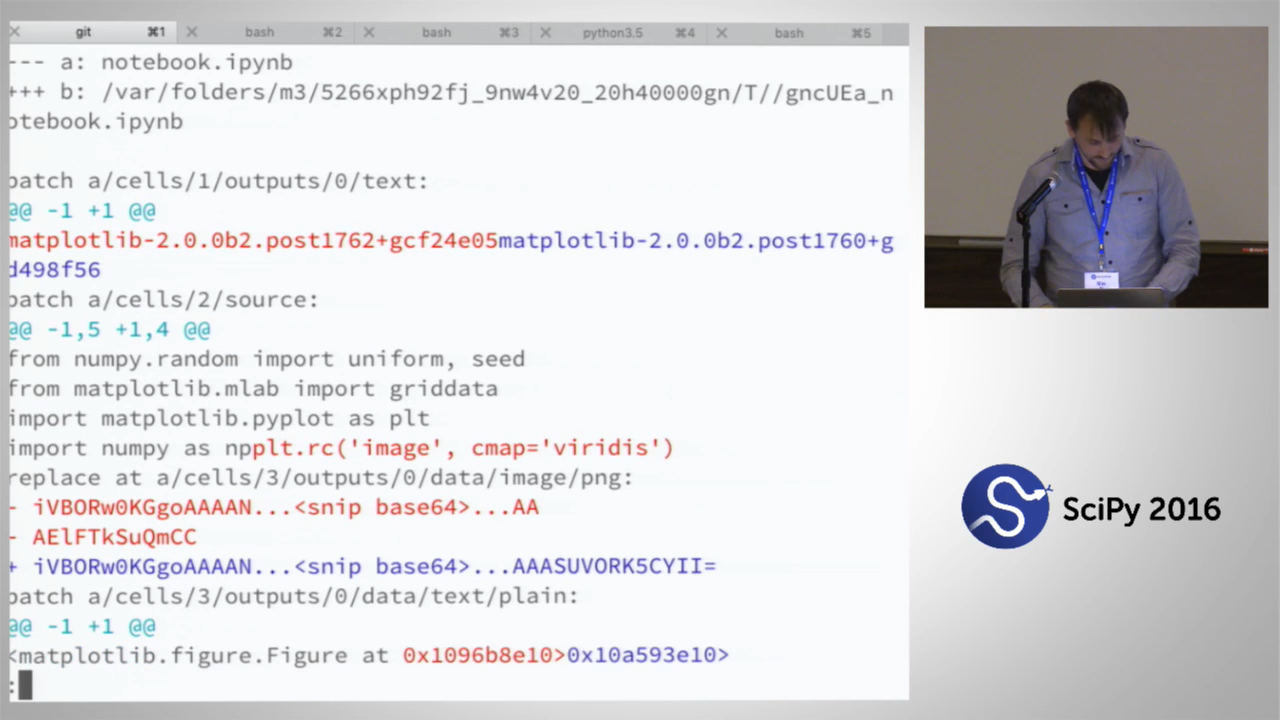 git ⌘1 bash ⌘2 bash ⌘3 python3.5 ⌘4 bash ⌘5
--- a: notebook.ipynb
+++ b: /var/folders/m3/5266xph92fj_9nw4v20_20h40000gn/T//gncUEa_n
otebook.ipynb
patch a/cells/1/outputs/0/text:
@@ -1 +1 @@
matplotlib-2.0.0b2.post1762+gcf24e05matplotlib-2.0.0b2.post1760+g
d498f56
patch a/cells/2/source:
@@ -1,5 +1,4 @@
from numpy.random import uniform, seed
from matplotlib.mlab import griddata
import matplotlib.pyplot as plt
import numpy as npplt.rc('image', cmap='viridis')
replace at a/cells/3/outputs/0/data/image/png:
- iVBORw0KGgoAAAAN...<snip base64>...AA
- AElFTkSuQmCC
+ iVBORw0KGgoAAAAN...<snip base64>...AAASUVORK5CYII=
patch a/cells/3/outputs/0/data/text/plain:
@@ -1 +1 @@
<matplotlib.figure.Figure at 0x1096b8e10>0x10a593e10>
:
SciPy 2016